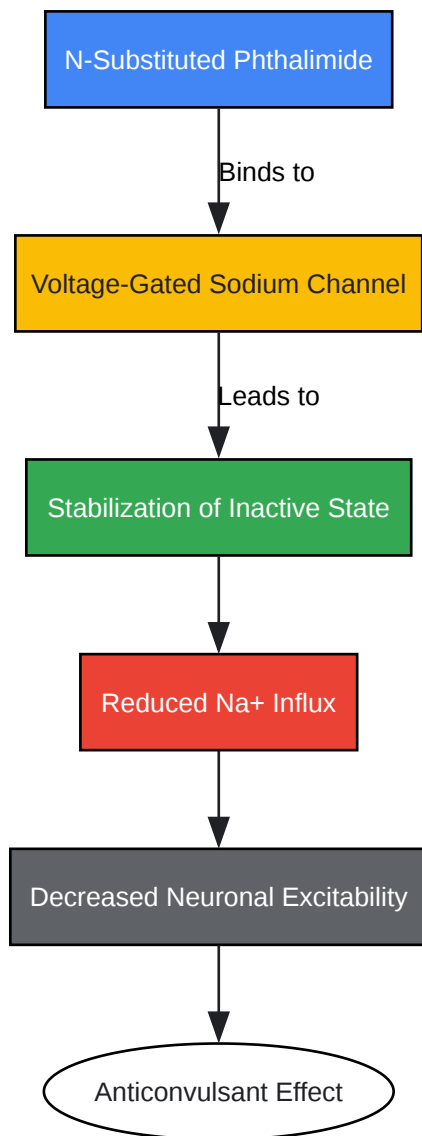 N-Substituted Phthalimide
Binds to
Voltage-Gated Sodium Channel
Leads to
Stabilization of Inactive State
Reduced Na+ Influx
Decreased Neuronal Excitability
Anticonvulsant Effect